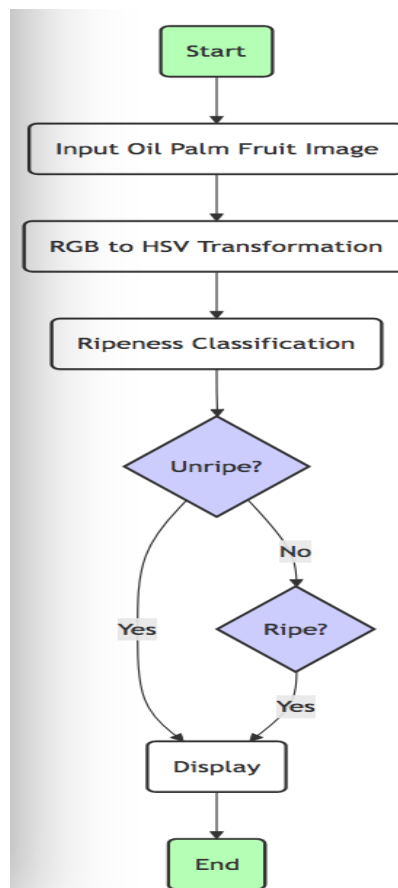 Start
Input Oil Palm Fruit Image
RGB to HSV Transformation
Ripeness Classification
Unripe?
No
Yes
Ripe?
Yes
Display
End